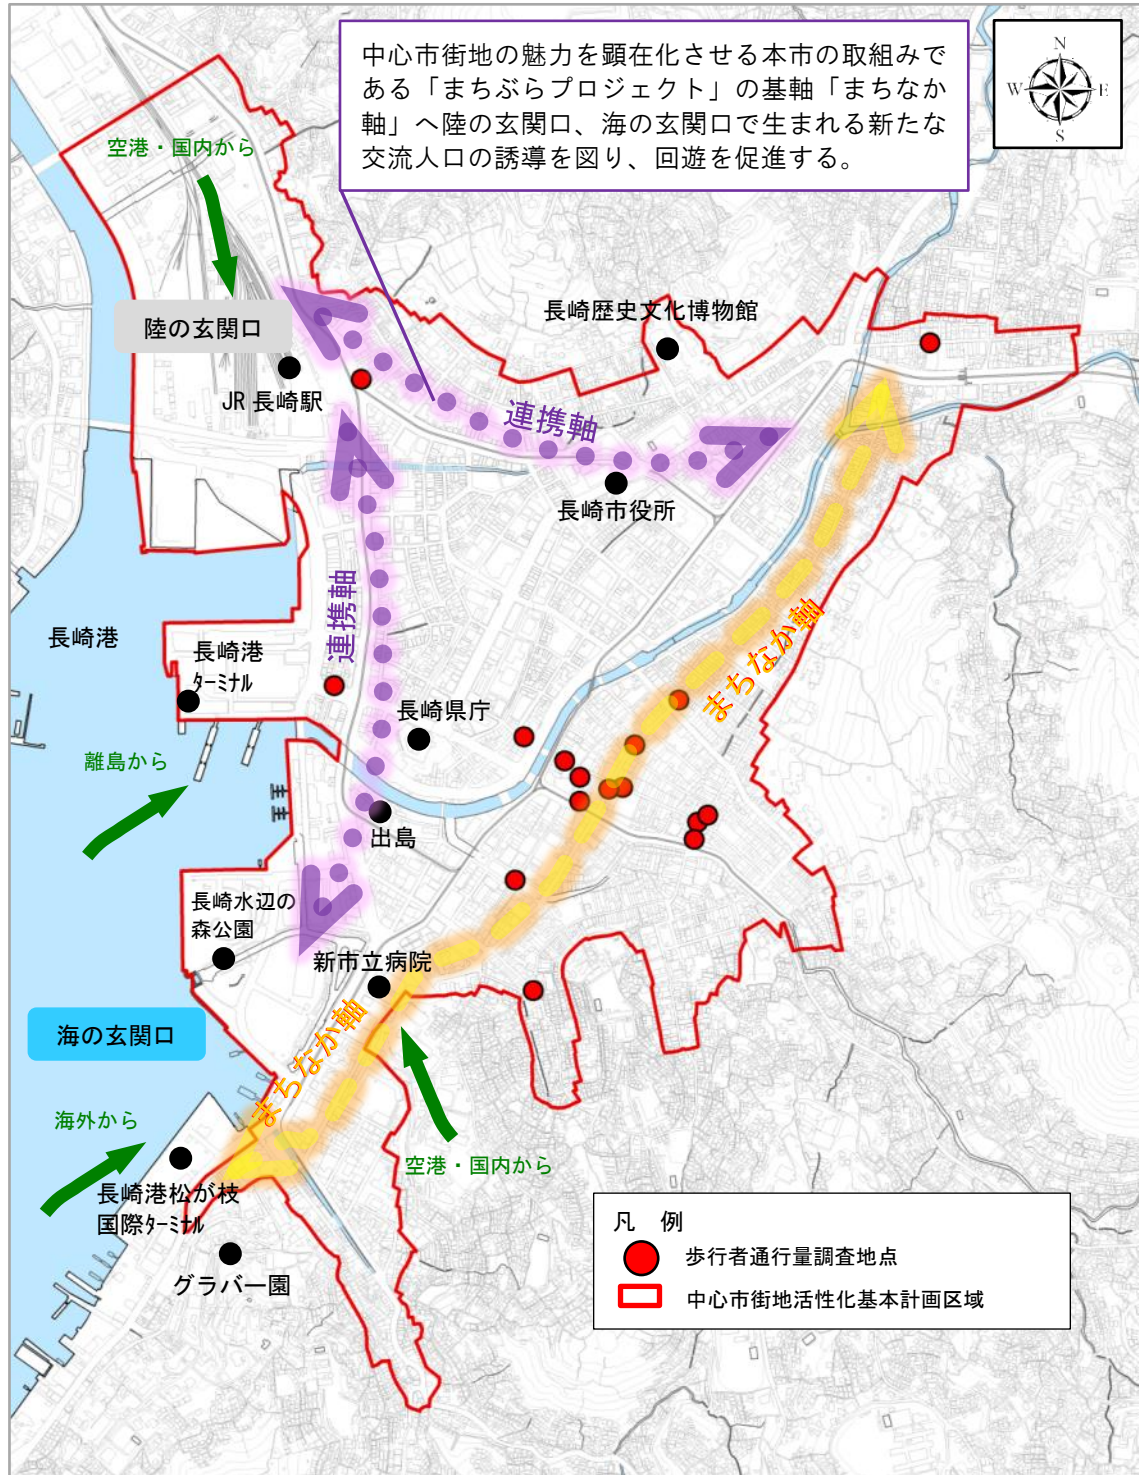 中心市街地の魅力を顕在化させる本市の取組みで
ある「まちぶらプロジェクト」の基軸「まちなか
軸」へ陸の玄関口、海の玄関口で生まれる新たな
交流人口の誘導を図り、回遊を促進する。
N
W
E
S
空港・国内から
陸の玄関口
JR 長崎駅
長崎歴史文化博物館
連携軸
長崎市役所
連携軸
長崎港
長崎港
ﾀｰﾐﾅﾙ
長崎県庁
まちなか軸
離島から
出島
長崎水辺の
森公園
新市立病院
海の玄関口
まちなか軸
海外から
空港・国内から
長崎港松が枝
国際ﾀｰﾐﾅﾙ
グラバー園
凡　例
歩行者通行量調査地点
中心市街地活性化基本計画区域